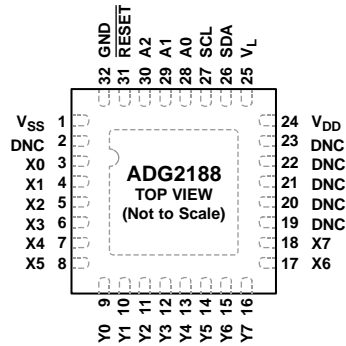 32 GND
31 RESET
30 A2
29 A1
28 A0
27 SCL
26 SDA
25 VL
VSS 1
DNC 2
X0 3
X1 4
X2 5
X3 6
X4 7
X5 8
ADG2188
TOP VIEW
(Not to Scale)
24 VDD
23 DNC
22 DNC
21 DNC
20 DNC
19 DNC
18 X7
17 X6
Y0 9
Y1 10
Y2 11
Y3 12
Y4 13
Y5 14
Y6 15
Y7 16